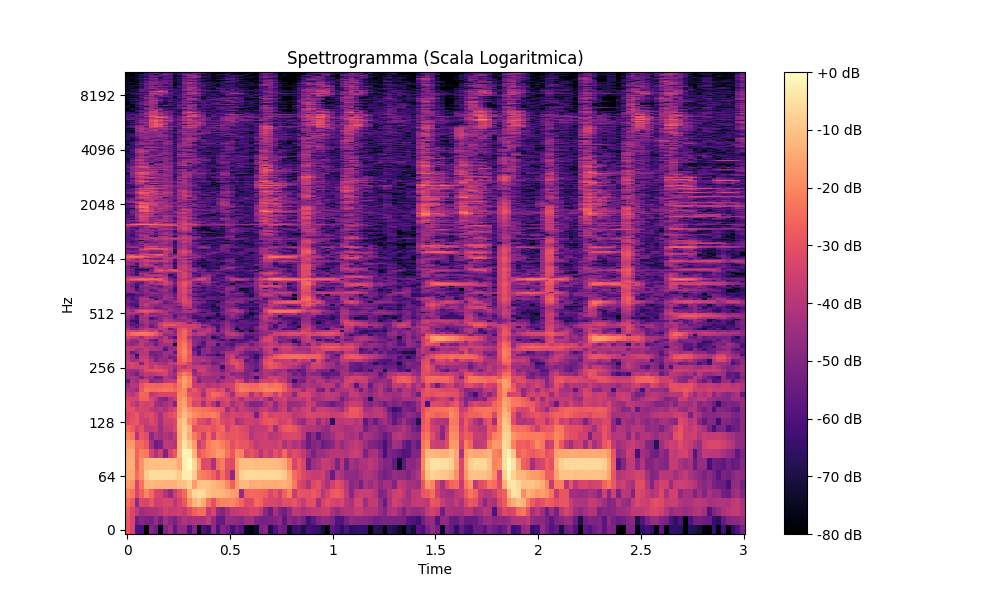 Spettrogramma (Scala Logaritmica)
Hz
8192
4096
2048
1024
512
256
128
64
0
0
0.5
1
1.5
2
2.5
3
Time
+0 dB
-10 dB
-20 dB
-30 dB
-40 dB
-50 dB
-60 dB
-70 dB
-80 dB